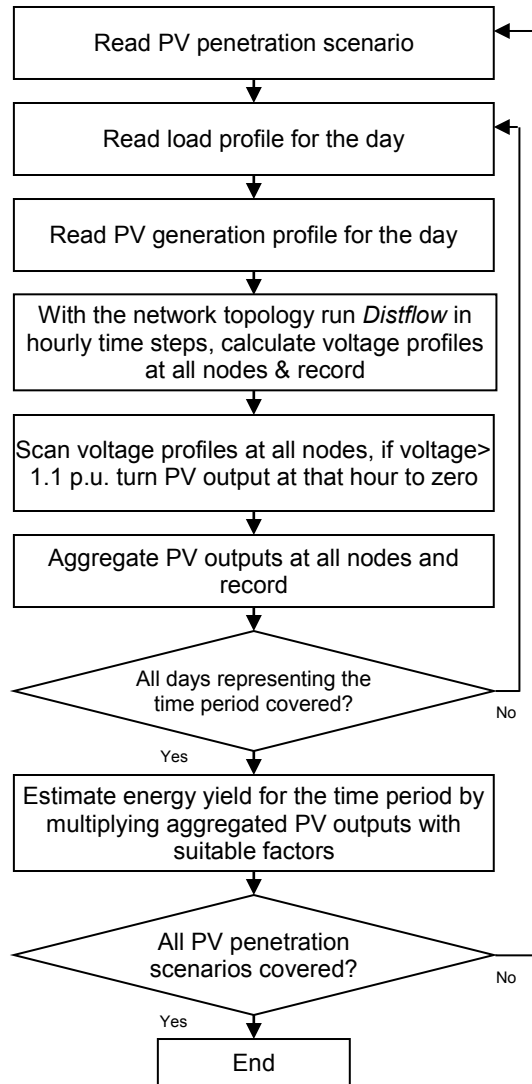 Read PV penetration scenario
Read load profile for the day
Read PV generation profile for the day
With the network topology run Distflow in
hourly time steps, calculate voltage profiles
at all nodes & record
Scan voltage profiles at all nodes, if voltage>
1.1 p.u. turn PV output at that hour to zero
Aggregate PV outputs at all nodes and
record
All days representing the
time period covered?
No
Yes
Estimate energy yield for the time period by
multiplying aggregated PV outputs with
suitable factors
All PV penetration
scenarios covered?
No
Yes
End